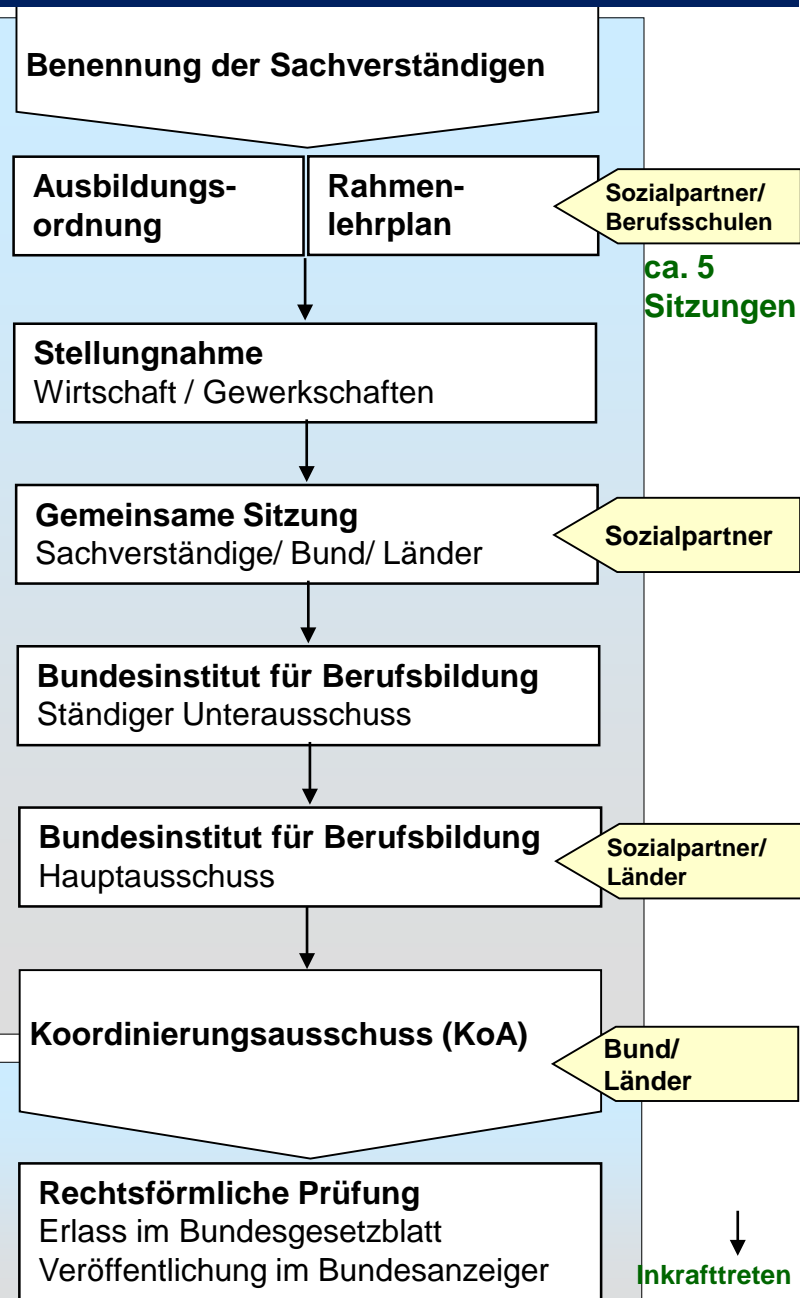 Benennung der Sachverständigen
Ausbildungs-
ordnung
Rahmen-
lehrplan
Sozialpartner/
Berufsschulen
ca. 5
Sitzungen
Stellungnahme
Wirtschaft / Gewerkschaften
Gemeinsame Sitzung
Sachverständige/ Bund/ Länder
Sozialpartner
Bundesinstitut für Berufsbildung
Ständiger Unterausschuss
Bundesinstitut für Berufsbildung
Hauptausschuss
Sozialpartner/
Länder
Koordinierungsausschuss (KoA)
Bund/
Länder
Rechtsförmliche Prüfung
Erlass im Bundesgesetzblatt
Veröffentlichung im Bundesanzeiger
Inkrafttreten